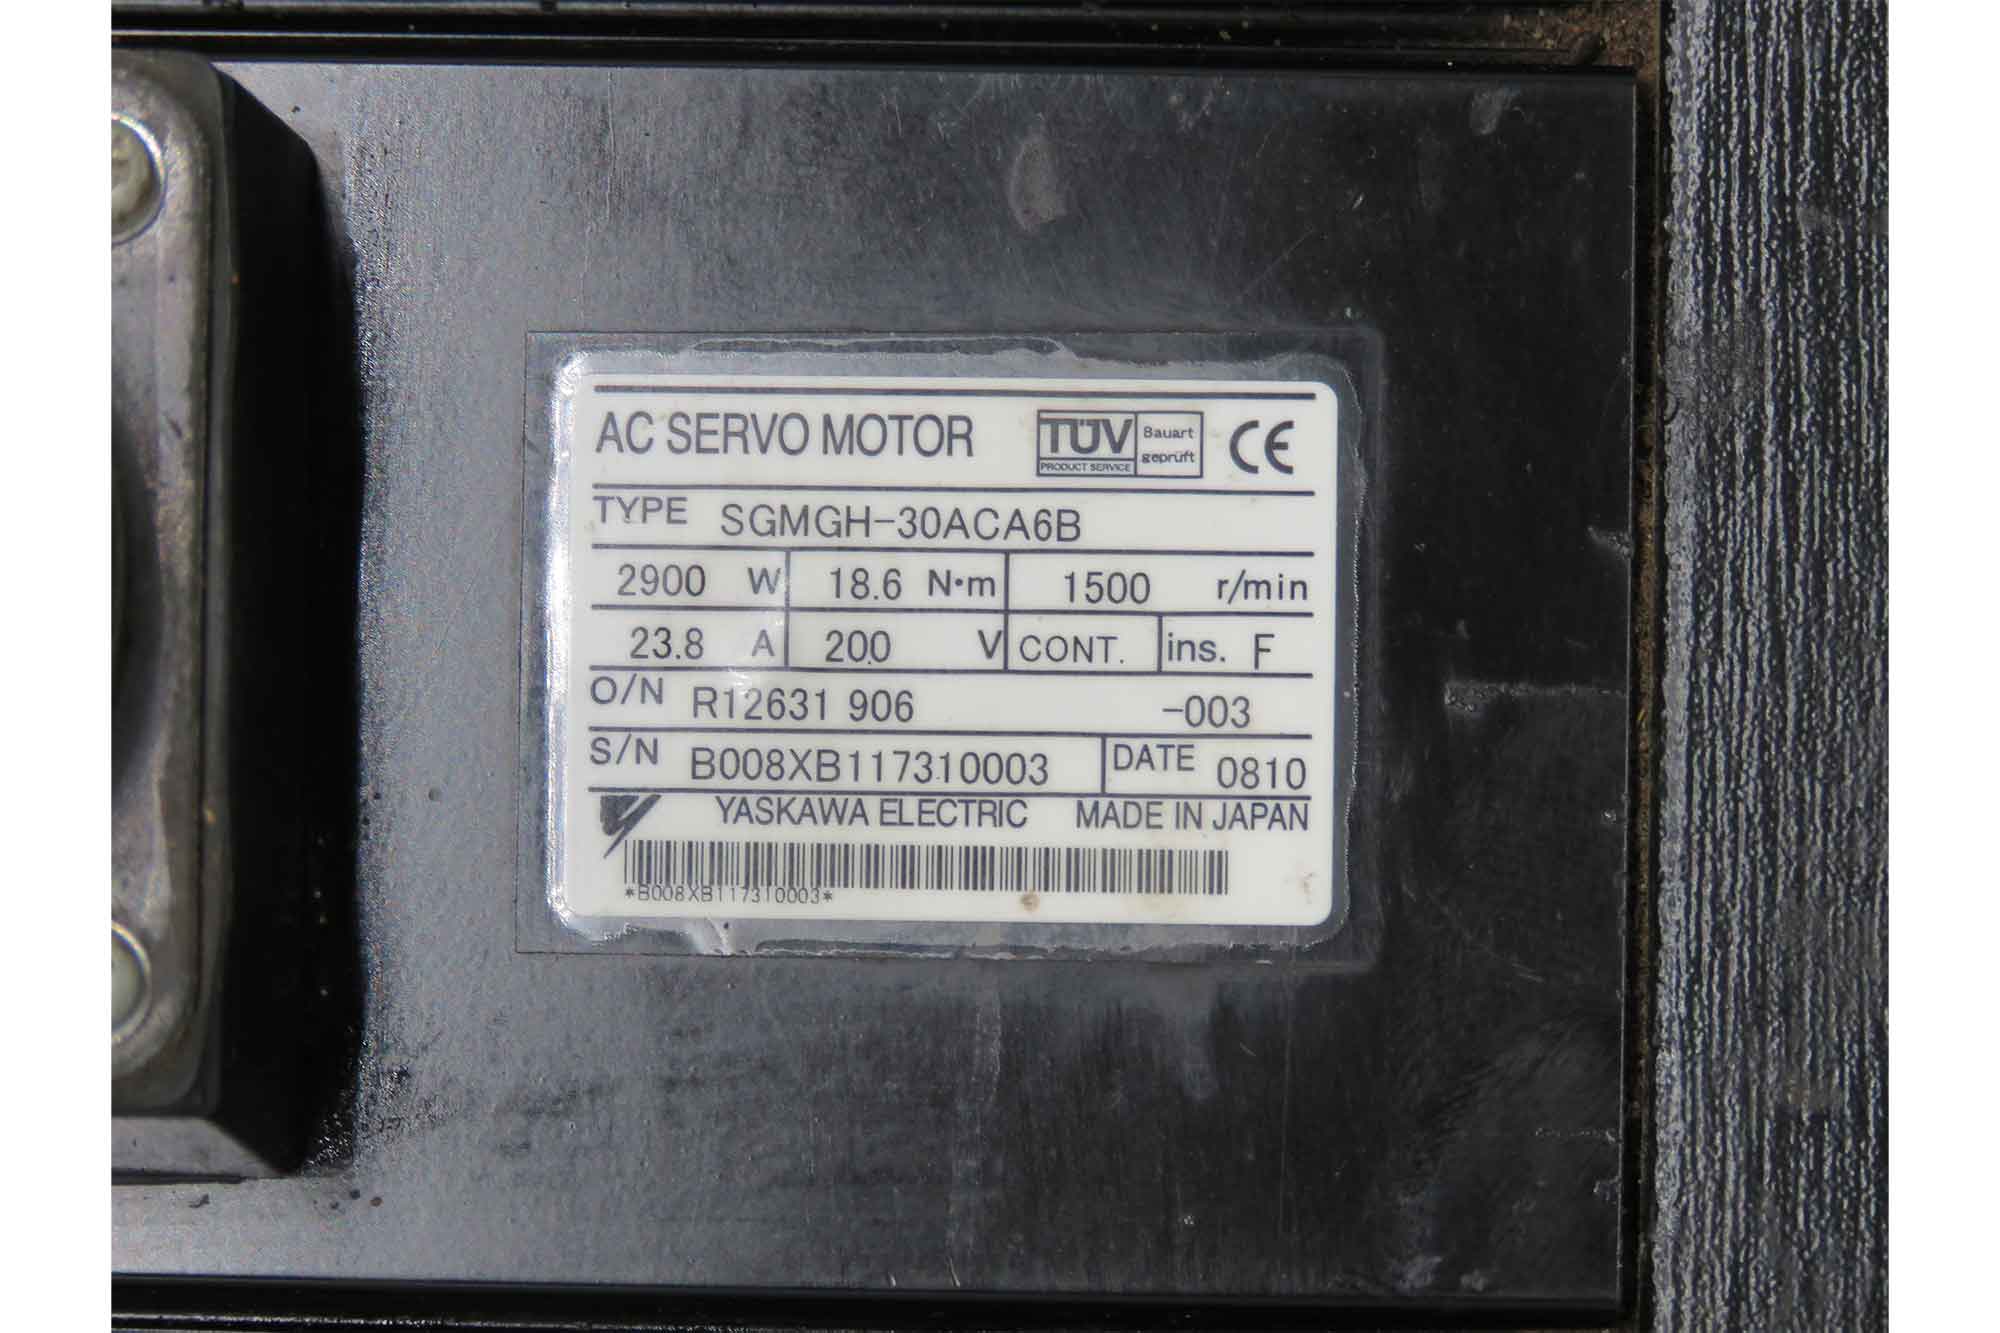 AC SERVO MOTOR TÜV PRODUCT SERVICE Bauart geprüft CE
TYPE SGMGH-30ACA6B
2900 W 18.6 N·m 1500 r/min
23.8 A 200 V CONT. ins. F
O/N R12631 906 -003
S/N B008XB117310003 DATE 0810
YASKAWA ELECTRIC MADE IN JAPAN
*B008XB117310003*